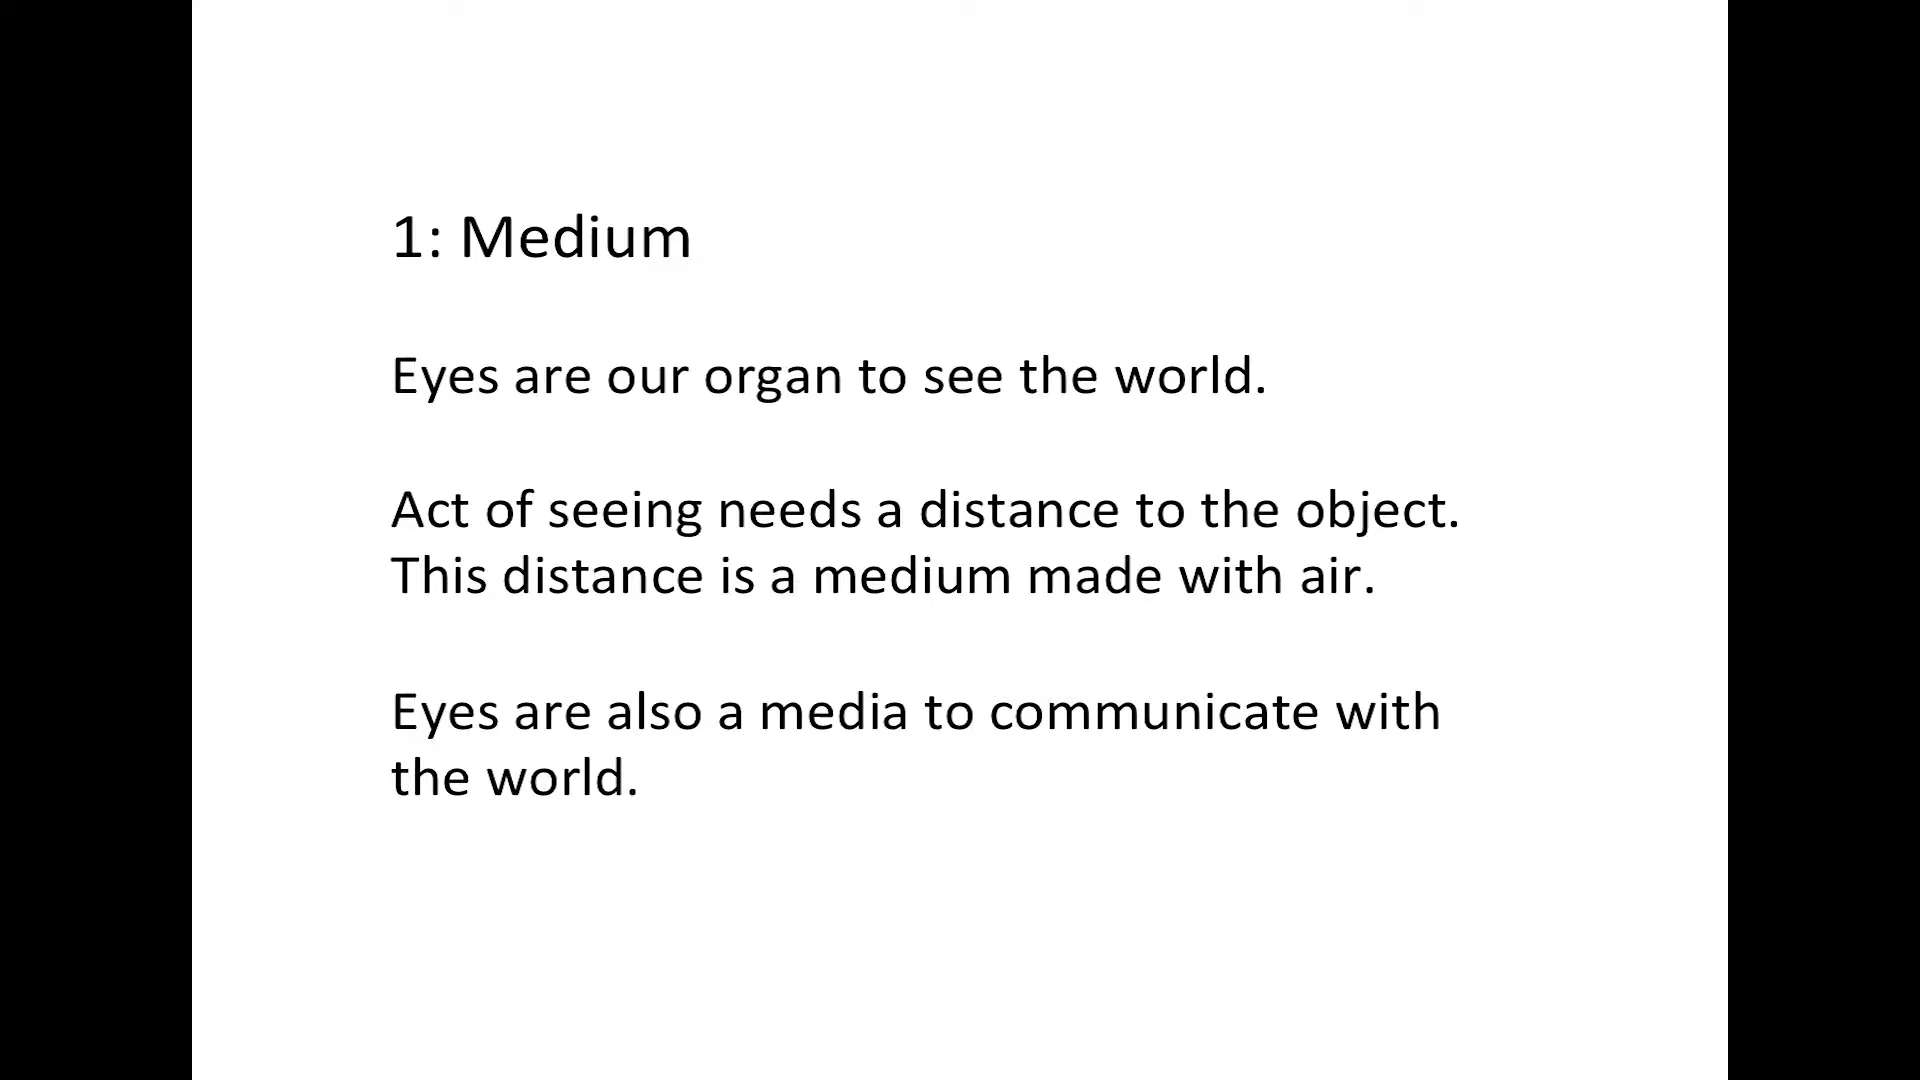 1: Medium
Eyes are our organ to see the world.
Act of seeing needs a distance to the object.
This distance is a medium made with air.
Eyes are also a media to communicate with
the world.